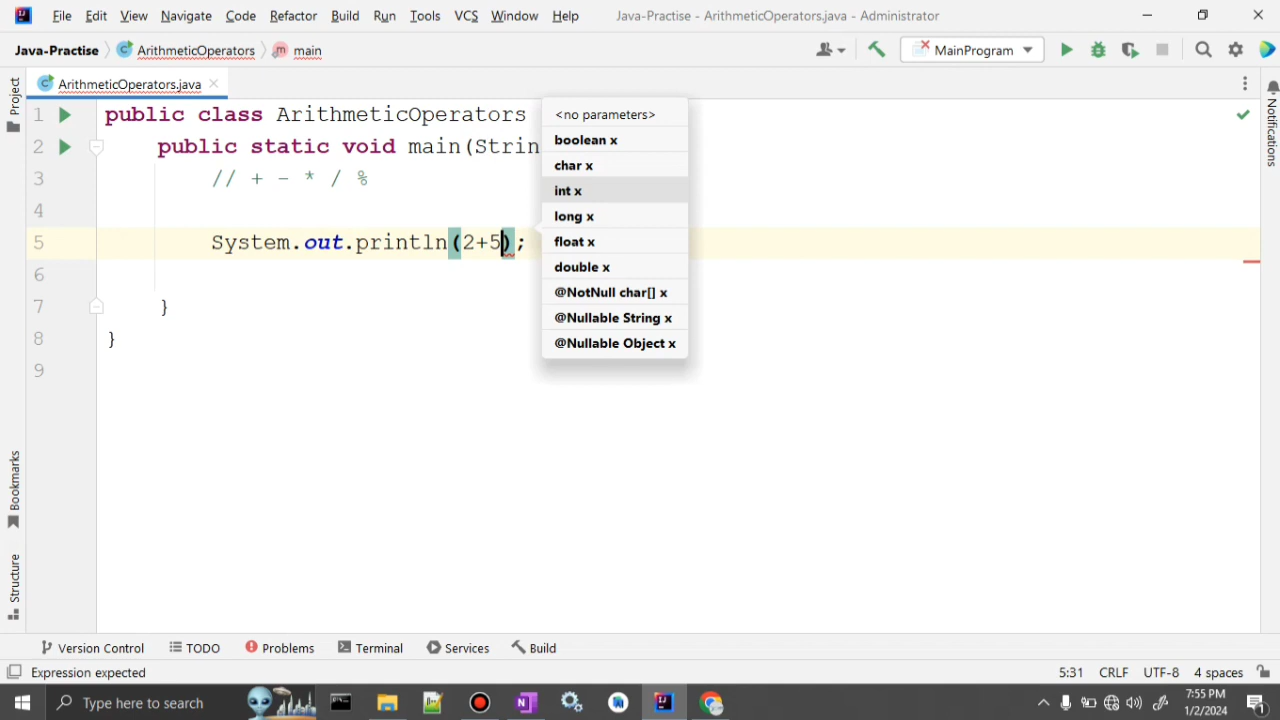 File Edit View Navigate Code Refactor Build Run Tools VCS Window Help Java-Practise - ArithmeticOperators.java - Administrator
Java-Practise ArithmeticOperators main MainProgram
ArithmeticOperators.java
Project
Notifications
Bookmarks
Structure
1 public class ArithmeticOperators
2 public static void main(Strin
3 // + - * / %
4
5 System.out.println(2+5);
6
7 }
8 }
9
<no parameters>
boolean x
char x
int x
long x
float x
double x
@NotNull char[] x
@Nullable String x
@Nullable Object x
Version Control TODO Problems Terminal Services Build
Expression expected 5:31 CRLF UTF-8 4 spaces
Type here to search 7:55 PM
1/2/2024 1